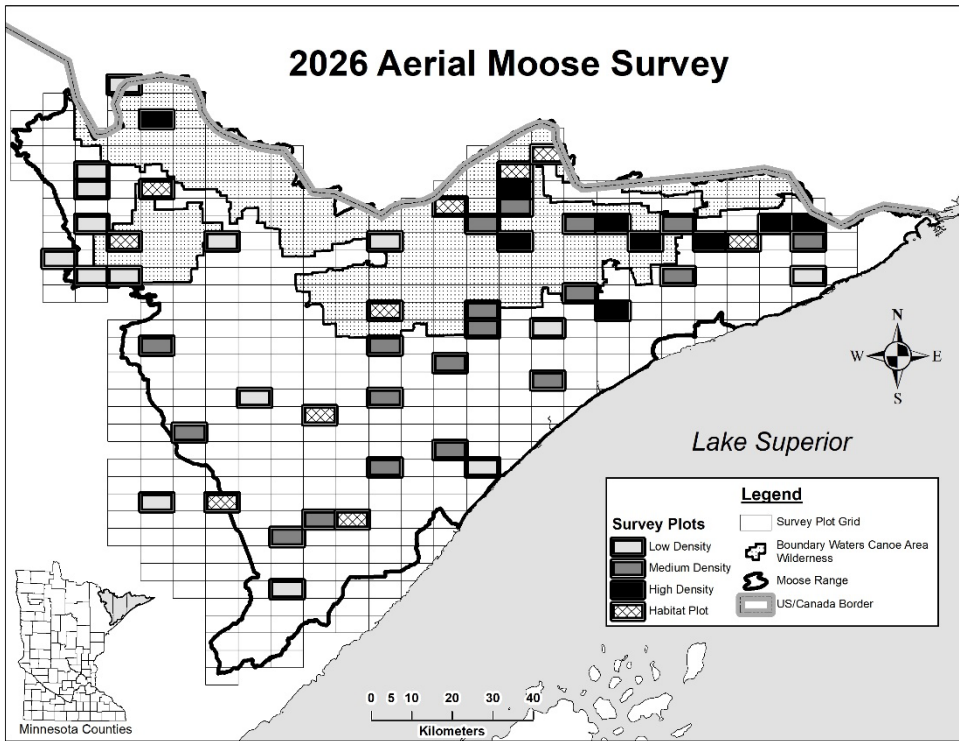 2026 Aerial Moose Survey
N
W
E
S
Lake Superior
Legend
Survey Plots
Low Density
Medium Density
High Density
Habitat Plot
Survey Plot Grid
Boundary Waters Canoe Area
Wilderness
Moose Range
US/Canada Border
Minnesota Counties
0 5 10 20 30 40
Kilometers